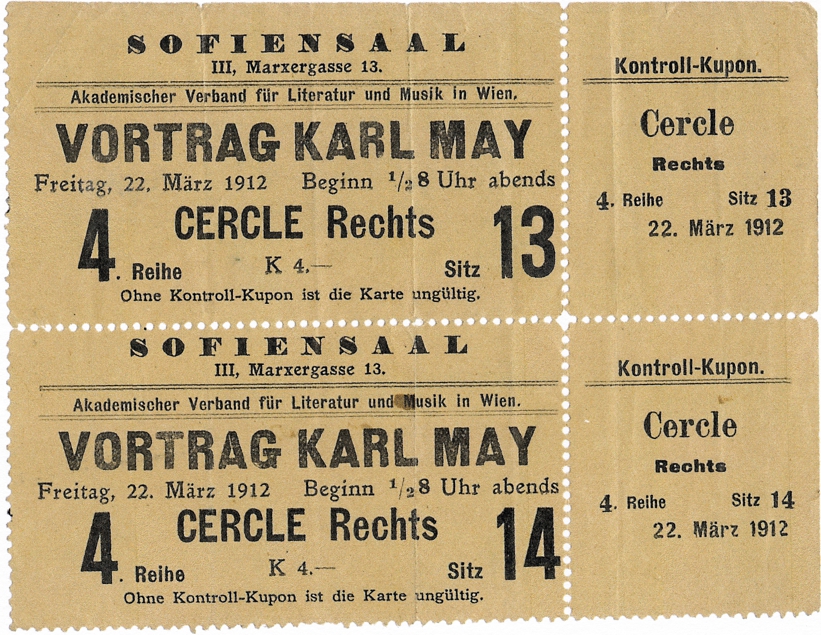 SOFIENSAAL
III, Marxergasse 13.
Akademischer Verband für Literatur und Musik in Wien.
VORTRAG KARL MAY
Freitag, 22. März 1912 Beginn 1/28 Uhr abends
CERCLE Rechts
4. Reihe K 4.— Sitz 13
Ohne Kontroll-Kupon ist die Karte ungültig.
Kontroll-Kupon.
Cercle
Rechts
4. Reihe Sitz 13
22. März 1912
SOFIENSAAL
III, Marxergasse 13.
Akademischer Verband für Literatur und Musik in Wien.
VORTRAG KARL MAY
Freitag, 22. März 1912 Beginn 1/28 Uhr abends
CERCLE Rechts
4. Reihe K 4.— Sitz 14
Ohne Kontroll-Kupon ist die Karte ungültig.
Kontroll-Kupon.
Cercle
Rechts
4. Reihe Sitz 14
22. März 1912